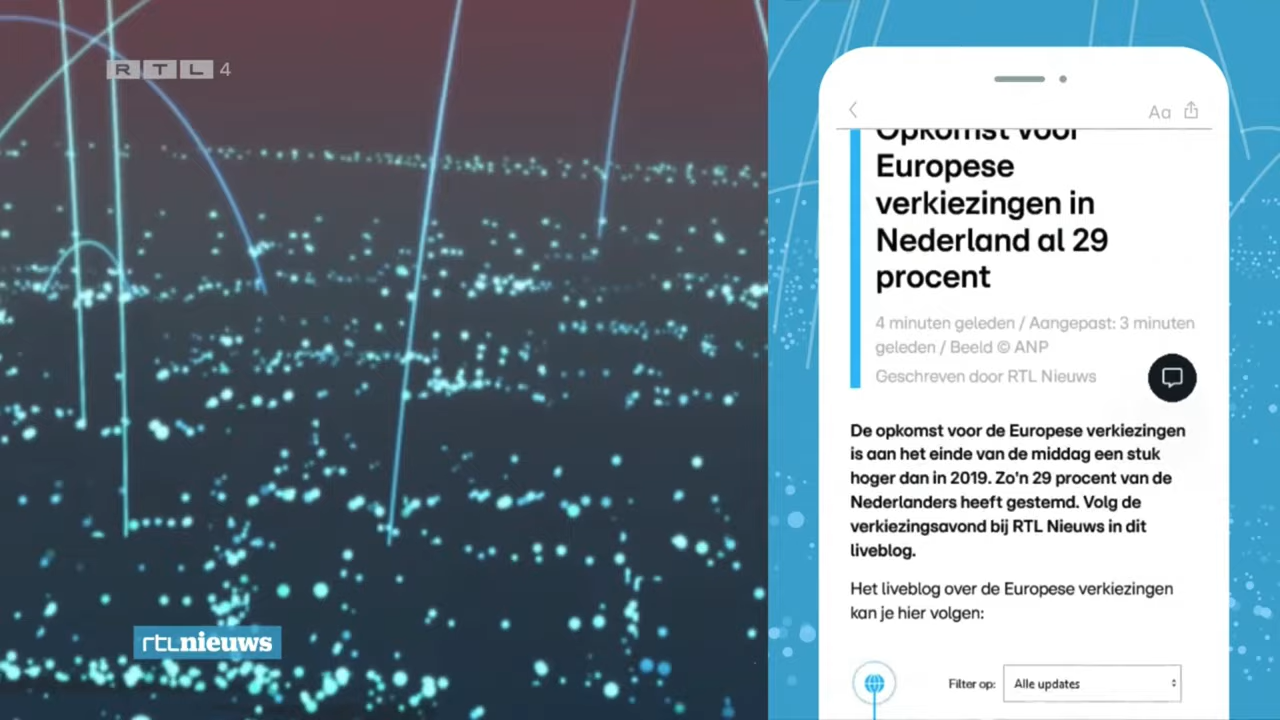 RTL 4
Aa
Opkomst voor
Europese
verkiezingen in
Nederland al 29
procent
4 minuten geleden / Aangepast: 3 minuten
geleden / Beeld © ANP
Geschreven door RTL Nieuws
De opkomst voor de Europese verkiezingen
is aan het einde van de middag een stuk
hoger dan in 2019. Zo'n 29 procent van de
Nederlanders heeft gestemd. Volg de
verkiezingsavond bij RTL Nieuws in dit
liveblog.
Het liveblog over de Europese verkiezingen
kan je hier volgen:
rtlnieuws
Filter op: Alle updates